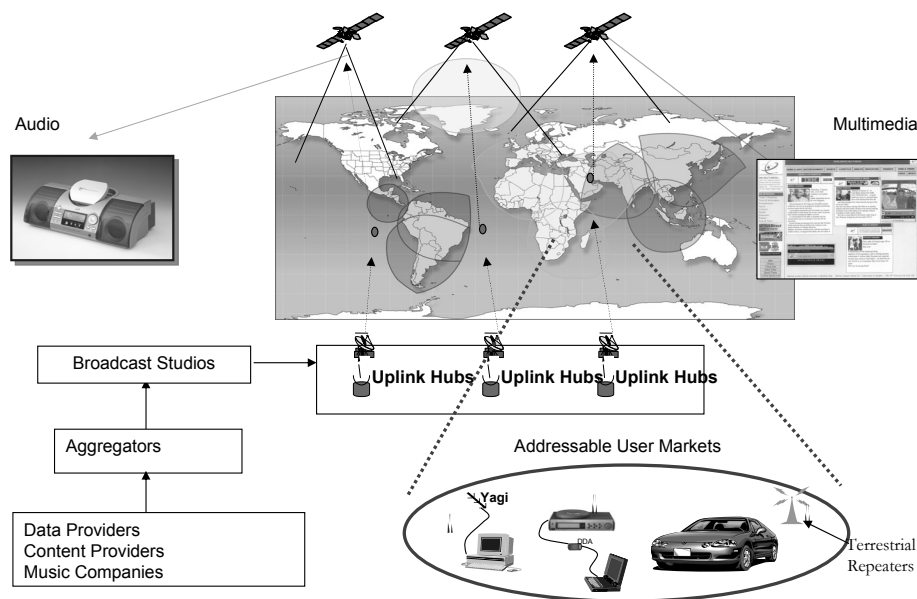 Audio
Multimedia
Broadcast Studios
Uplink Hubs
Uplink Hubs
Uplink Hubs
Aggregators
Addressable User Markets
Data Providers
Content Providers
Music Companies
Yagi
DDA
Terrestrial
Repeaters